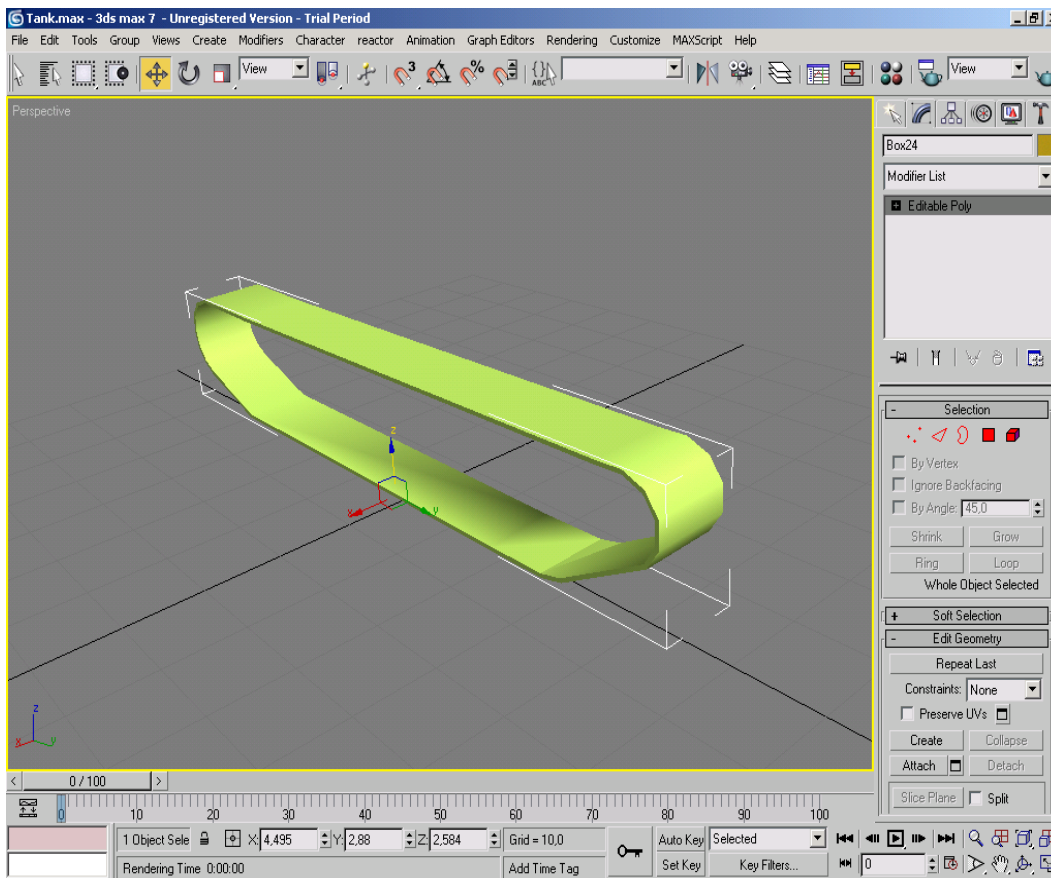 Tank.max - 3ds max 7 - Unregistered Version - Trial Period
File Edit Tools Group Views Create Modifiers Character reactor Animation Graph Editors Rendering Customize MAXScript Help
View 3 % {} ABC View
Perspective
Box24
Modifier List
Editable Poly
- Selection
By Vertex
Ignore Backfacing
By Angle: 45,0
Shrink Grow
Ring Loop
Whole Object Selected
+ Soft Selection
- Edit Geometry
Repeat Last
Constraints: None
Preserve UVs
Create Collapse
Attach Detach
Slice Plane Split
z
x y
z
x y
< 0 / 100 >
0 10 20 30 40 50 60 70 80 90 100
1 Object Sele X: 4,495 Y: 2,88 Z: 2,584 Grid = 10,0 Auto Key Selected
Rendering Time 0:00:00 Add Time Tag Set Key Key Filters... 0